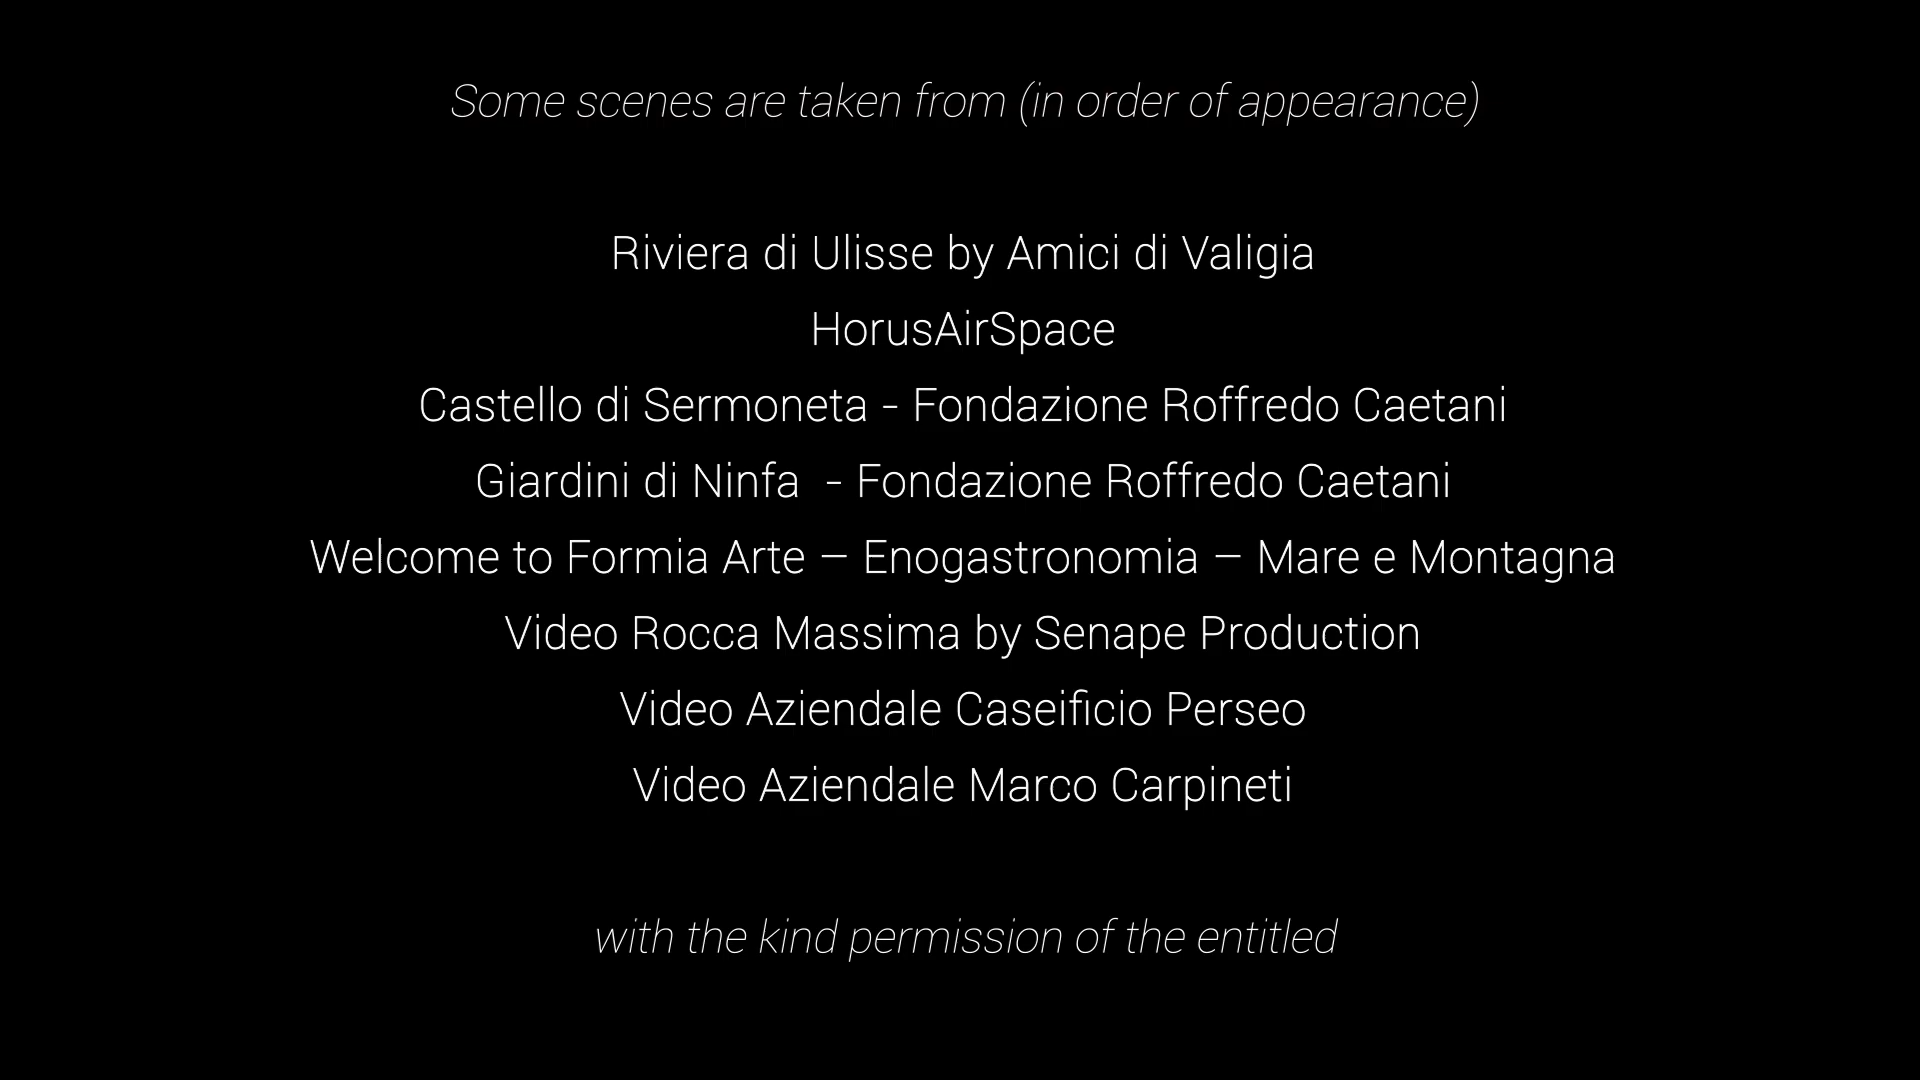 Some scenes are taken from (in order of appearance)
Riviera di Ulisse by Amici di Valigia
HorusAirSpace
Castello di Sermoneta - Fondazione Roffredo Caetani
Giardini di Ninfa  - Fondazione Roffredo Caetani
Welcome to Formia Arte – Enogastronomia – Mare e Montagna
Video Rocca Massima by Senape Production
Video Aziendale Caseificio Perseo
Video Aziendale Marco Carpineti
with the kind permission of the entitled